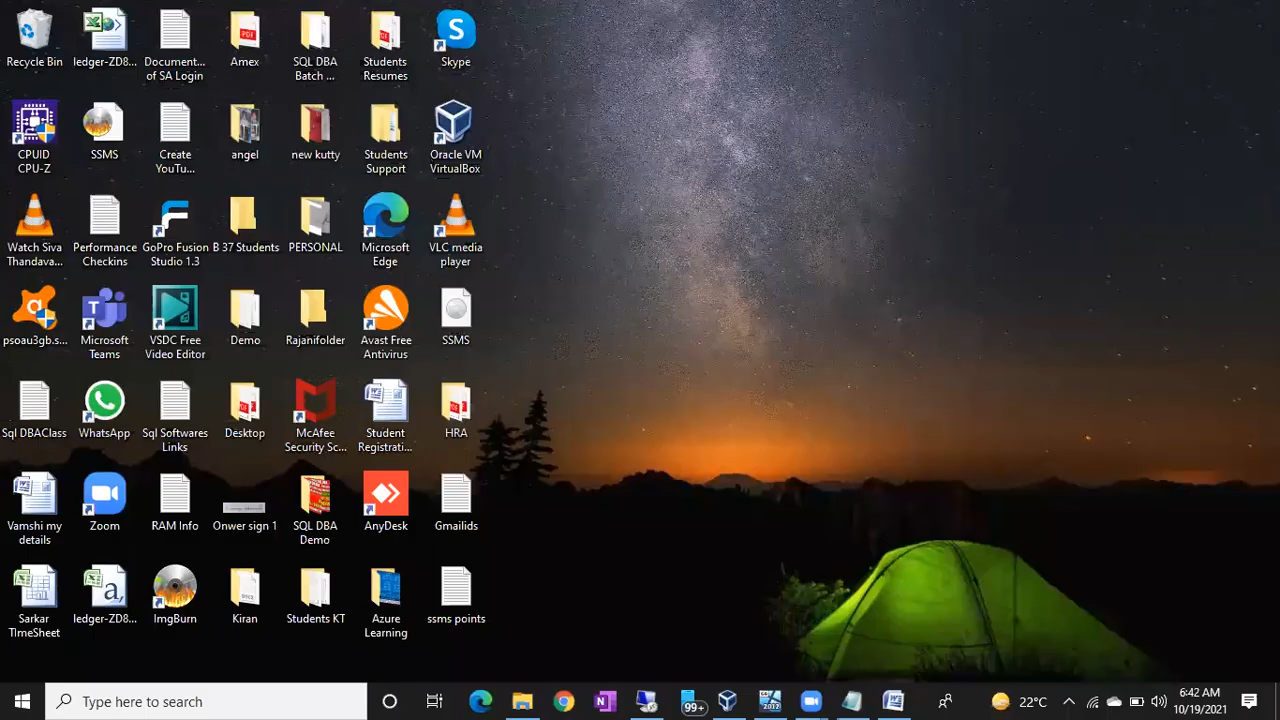 Recycle Bin
ledger-ZD8...
Document...
of SA Login
Amex
SQL DBA
Batch ...
Students
Resumes
Skype
CPUID
CPU-Z
SSMS
Create
YouTu...
angel
new kutty
Students
Support
Oracle VM
VirtualBox
Watch Siva
Thandava...
Performance
Checkins
GoPro Fusion
Studio 1.3
B 37 Students
PERSONAL
Microsoft
Edge
VLC media
player
psoau3gb.s...
Microsoft
Teams
VSDC Free
Video Editor
Demo
Rajanifolder
Avast Free
Antivirus
SSMS
Sql DBAClass
WhatsApp
Sql Softwares
Links
Desktop
McAfee
Security Sc...
Student
Registrati...
HRA
Vamshi my
details
Zoom
RAM Info
Onwer sign 1
SQL DBA
Demo
AnyDesk
Gmailids
Sarkar
TImeSheet
ledger-ZD8...
ImgBurn
Kiran
Students KT
Azure
Learning
ssms points
Type here to search
99+
2017
22°C
6:42 AM
10/19/2021